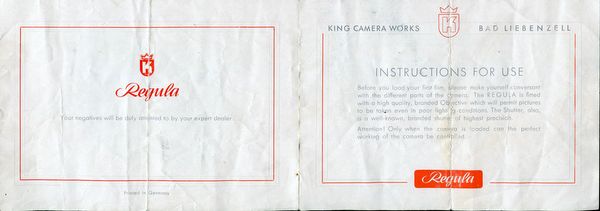 K
Regula
Your negatives will be duly attented to by your expert dealer
Printed in Germany
KING CAMERA WORKS
K
BAD LIEBENZELL
INSTRUCTIONS FOR USE
Before you load your first film, please make yourself conversant
with the different parts of the camera. The REGULA is fitted
with a high quality, branded Objective which will permit pictures
to be taken even in poor lighting conditions. The Shutter, also,
is a well-known, branded shutter of highest precision.
Attention! Only when the camera is loaded can the perfect
working of the camera be controlled.
Regula